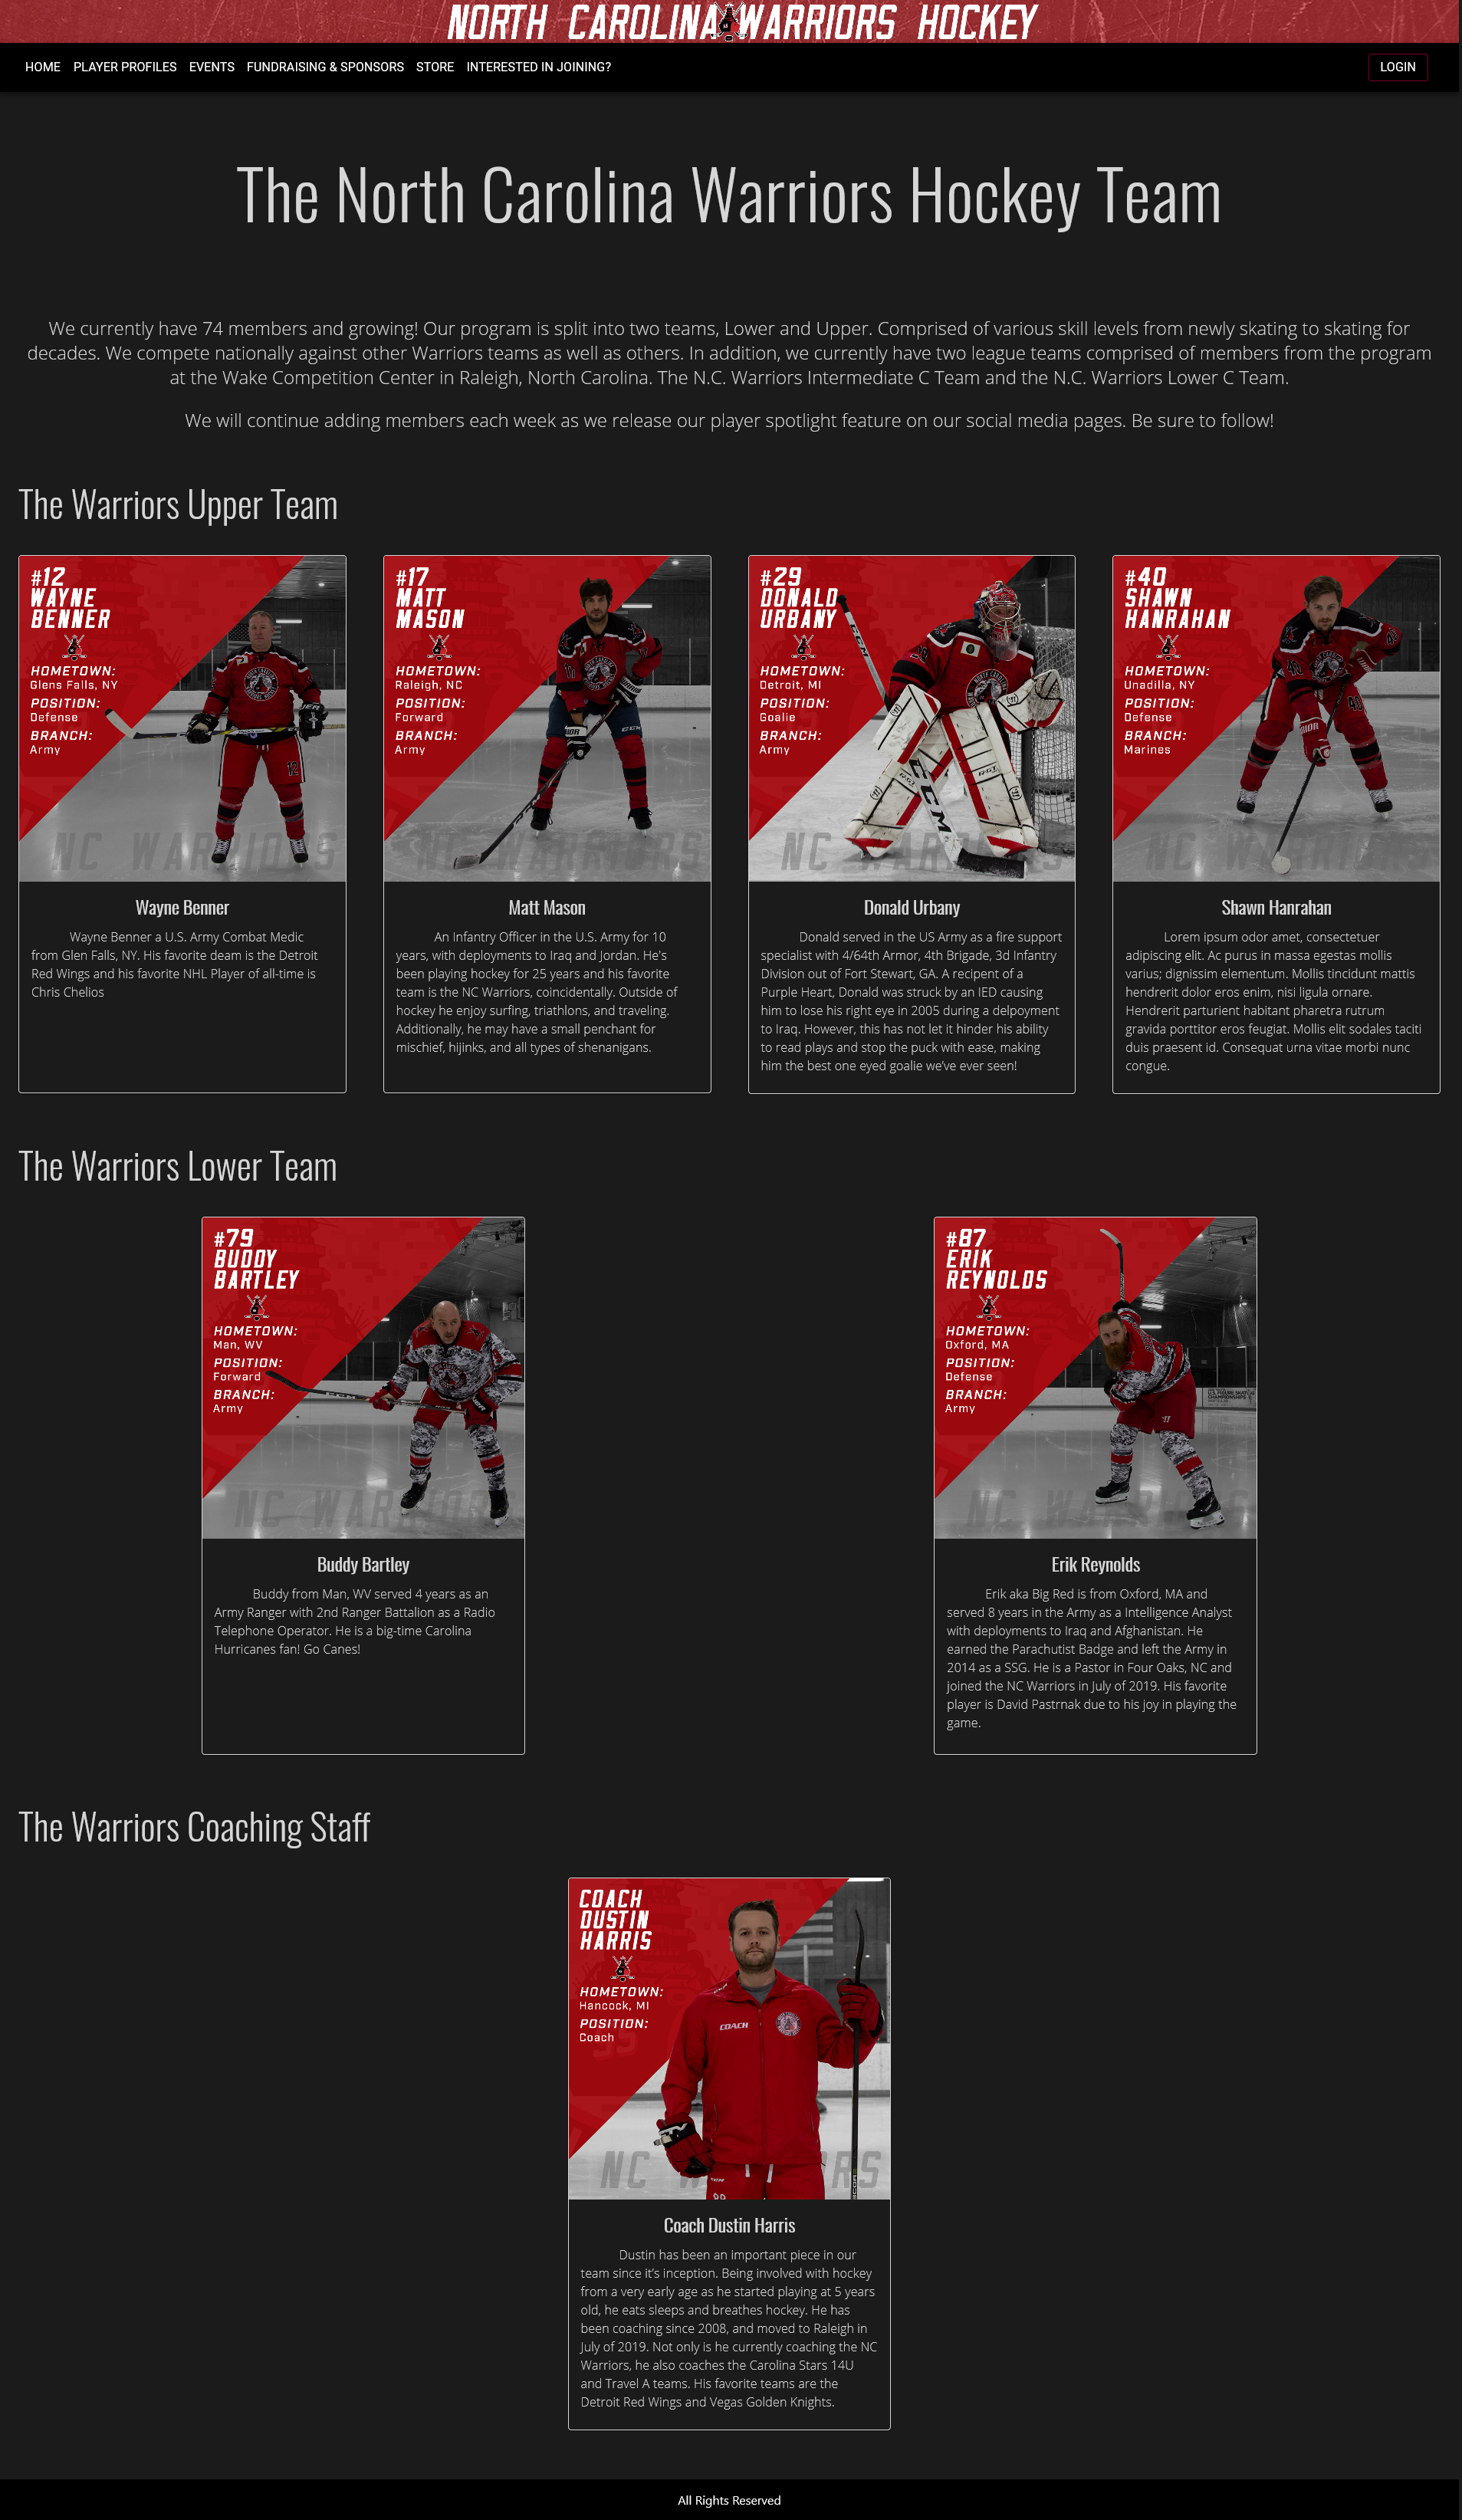 NORTH CAROLINA WARRIORS HOCKEY
HOME PLAYER PROFILES EVENTS FUNDRAISING & SPONSORS STORE INTERESTED IN JOINING? LOGIN
The North Carolina Warriors Hockey Team
We currently have 74 members and growing! Our program is split into two teams, Lower and Upper. Comprised of various skill levels from newly skating to skating for
decades. We compete nationally against other Warriors teams as well as others. In addition, we currently have two league teams comprised of members from the program
at the Wake Competition Center in Raleigh, North Carolina. The N.C. Warriors Intermediate C Team and the N.C. Warriors Lower C Team.
We will continue adding members each week as we release our player spotlight feature on our social media pages. Be sure to follow!
The Warriors Upper Team
#12
WAYNE
BENNER
HOMETOWN:
Glens Falls, NY
POSITION:
Defense
BRANCH:
Army
12
NC WARRIORS
Wayne Benner
Wayne Benner a U.S. Army Combat Medic
from Glen Falls, NY. His favorite deam is the Detroit
Red Wings and his favorite NHL Player of all-time is
Chris Chelios
#17
MATT
MASON
HOMETOWN:
Raleigh, NC
POSITION:
Forward
BRANCH:
Army
NC WARRIORS
Matt Mason
An Infantry Officer in the U.S. Army for 10
years, with deployments to Iraq and Jordan. He's
been playing hockey for 25 years and his favorite
team is the NC Warriors, coincidentally. Outside of
hockey he enjoy surfing, triathlons, and traveling.
Additionally, he may have a small penchant for
mischief, hijinks, and all types of shenanigans.
#29
DONALD
URBANY
HOMETOWN:
Detroit, MI
POSITION:
Goalie
BRANCH:
Army
CCM
NC WARRIORS
Donald Urbany
Donald served in the US Army as a fire support
specialist with 4/64th Armor, 4th Brigade, 3d Infantry
Division out of Fort Stewart, GA. A recipent of a
Purple Heart, Donald was struck by an IED causing
him to lose his right eye in 2005 during a delpoyment
to Iraq. However, this has not let it hinder his ability
to read plays and stop the puck with ease, making
him the best one eyed goalie we've ever seen!
#40
SHAWN
HANRAHAN
HOMETOWN:
Unadilla, NY
POSITION:
Defense
BRANCH:
Marines
40
NC WARRIORS
Shawn Hanrahan
Lorem ipsum odor amet, consectetuer
adipiscing elit. Ac purus in massa egestas mollis
varius; dignissim elementum. Mollis tincidunt mattis
hendrerit dolor eros enim, nisi ligula ornare.
Hendrerit parturient habitant pharetra rutrum
gravida porttitor eros feugiat. Mollis elit sodales taciti
duis praesent id. Consequat urna vitae morbi nunc
congue.
The Warriors Lower Team
#79
BUDDY
BARTLEY
HOMETOWN:
Man, WV
POSITION:
Forward
BRANCH:
Army
NC WARRIORS
Buddy Bartley
Buddy from Man, WV served 4 years as an
Army Ranger with 2nd Ranger Battalion as a Radio
Telephone Operator. He is a big-time Carolina
Hurricanes fan! Go Canes!
#87
ERIK
REYNOLDS
HOMETOWN:
Oxford, MA
POSITION:
Defense
BRANCH:
Army
NC WARRIORS
Erik Reynolds
Erik aka Big Red is from Oxford, MA and
served 8 years in the Army as a Intelligence Analyst
with deployments to Iraq and Afghanistan. He
earned the Parachutist Badge and left the Army in
2014 as a SSG. He is a Pastor in Four Oaks, NC and
joined the NC Warriors in July of 2019. His favorite
player is David Pastrnak due to his joy in playing the
game.
The Warriors Coaching Staff
COACH
DUSTIN
HARRIS
HOMETOWN:
Hancock, MI
POSITION:
Coach
COACH
NC WARRIORS
Coach Dustin Harris
Dustin has been an important piece in our
team since it's inception. Being involved with hockey
from a very early age as he started playing at 5 years
old, he eats sleeps and breathes hockey. He has
been coaching since 2008, and moved to Raleigh in
July of 2019. Not only is he currently coaching the NC
Warriors, he also coaches the Carolina Stars 14U
and Travel A teams. His favorite teams are the
Detroit Red Wings and Vegas Golden Knights.
All Rights Reserved